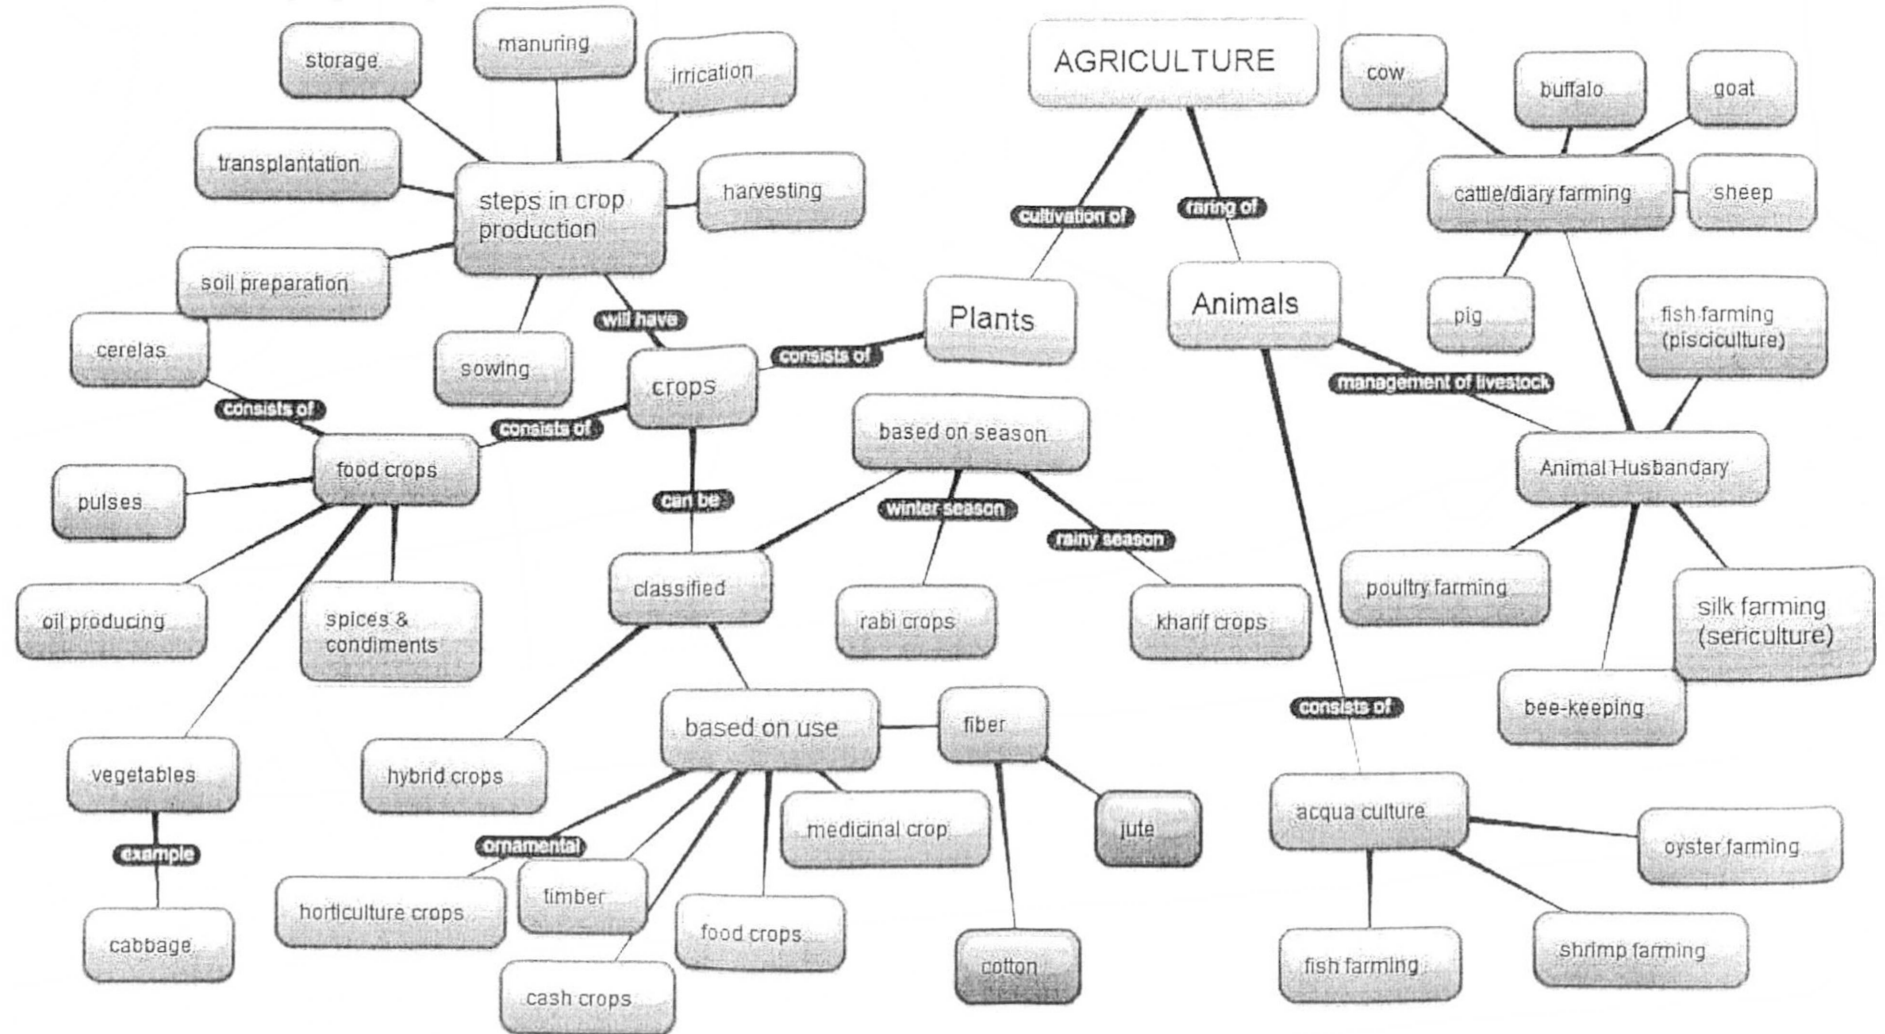 storage
manuring
irrication
AGRICULTURE
cow
buffalo
goat
transplantation
steps in crop
production
harvesting
cultivation of
raring of
cattle/diary farming
sheep
soil preparation
will have
Plants
Animals
pig
fish farming
(pisciculture)
cerelas
sowing
crops
consists of
management of livestock
consists of
consists of
based on season
food crops
Animal Husbandary
pulses
can be
winter season
rainy season
oil producing
spices &
condiments
classified
rabi crops
kharif crops
poultry farming
silk farming
(sericulture)
based on use
fiber
consists of
bee-keeping
vegetables
hybrid crops
medicinal crop
jute
acqua culture
oyster farming
example
ornamental
horticulture crops
timber
food crops
cabbage
cash crops
cotton
fish farming
shrimp farming